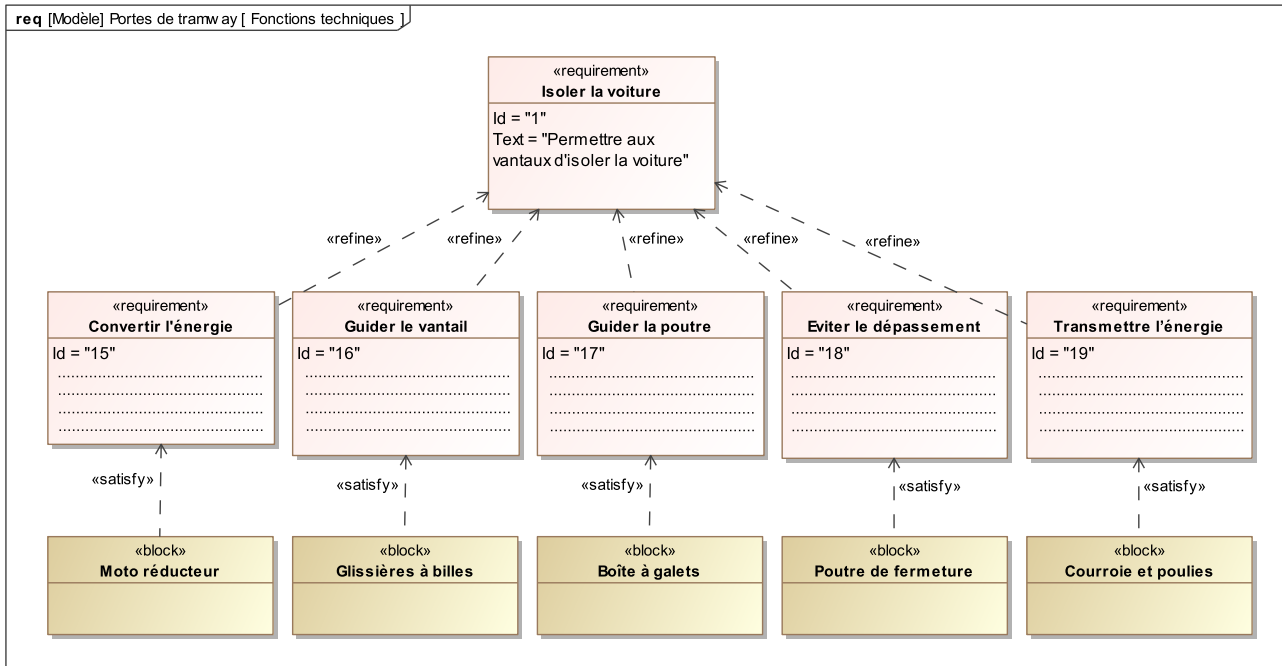 req [Modèle] Portes de tramway [ Fonctions techniques ]
«requirement»
Isoler la voiture
Id = "1"
Text = "Permettre aux
vantaux d'isoler la voiture"
«refine»
«refine»
«refine»
«refine»
«refine»
«requirement»
Convertir l'énergie
Id = "15"
«requirement»
Guider le vantail
Id = "16"
«requirement»
Guider la poutre
Id = "17"
«requirement»
Eviter le dépassement
Id = "18"
«requirement»
Transmettre l’énergie
Id = "19"
«satisfy»
«satisfy»
«satisfy»
«satisfy»
«satisfy»
«block»
Moto réducteur
«block»
Glissières à billes
«block»
Boîte à galets
«block»
Poutre de fermeture
«block»
Courroie et poulies